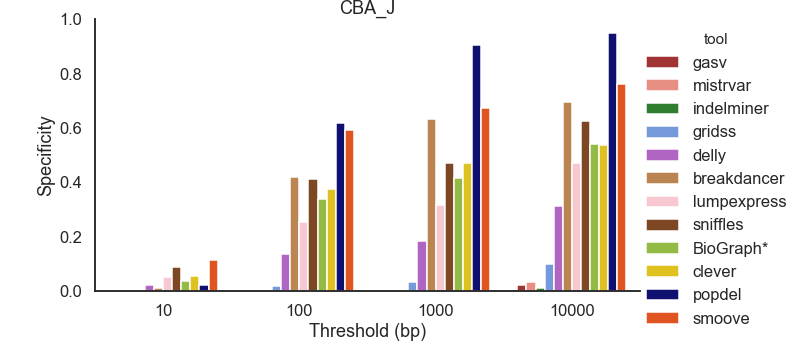 CBA_J
1.0
0.8
0.6
0.4
0.2
0.0
Specificity
10
100
1000
10000
Threshold (bp)
tool
gasv
mistrvar
indelminer
gridss
delly
breakdancer
lumpexpress
sniffles
BioGraph*
clever
popdel
smoove